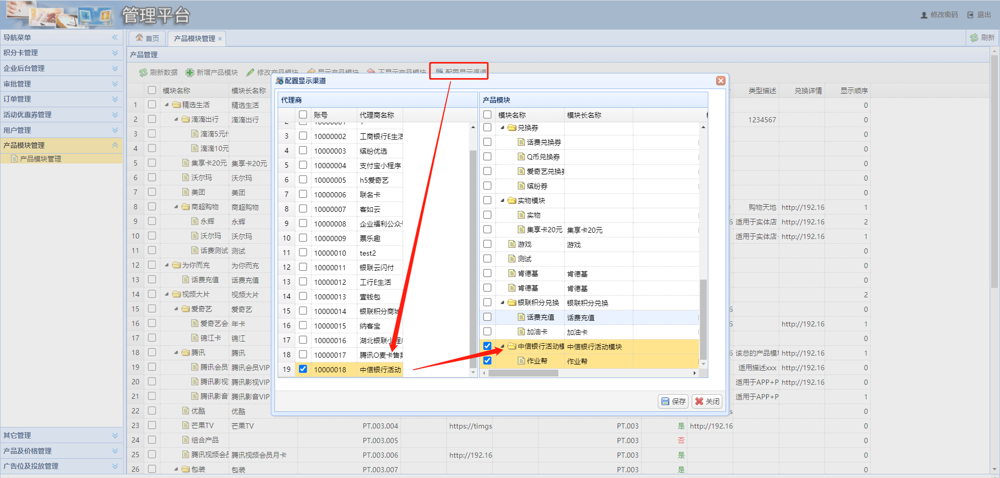 管理平台
修改密码 退出
导航菜单
积分卡管理
企业后台管理
审批管理
订单管理
活动优惠券管理
用户管理
产品模块管理
产品模块管理
其它管理
产品及价格管理
广告位及投放管理
首页 产品模块管理 刷新
产品管理
刷新数据 新增产品模块 修改产品模块 显示产品模块 不显示产品模块 配置显示渠道
模块名称 模块长名称 类型描述 兑换详情 显示顺序
1 精选生活 精选生活 0
2 滴滴出行 滴滴出行 1234567 0
3 滴滴5元 0
4 滴滴10元 0
5 集享卡20元 集享卡20元 0
6 沃尔玛 沃尔玛 0
7 美团 美团 0
8 商超购物 商超购物 购物天地 http://192.16 1
9 永辉 永辉 6 适用于实体店 http://192.16 2
10 沃尔玛 沃尔玛 适用于实体店 http://192.16 1
11 话费测试 测试 0
12 为你而充 为你而充 0
13 话费充值 话费充值 0
14 视频大片 视频大片 2
15 爱奇艺 爱奇艺 6 0
16 爱奇艺会 年卡 6 http://192.16 1
17 锦江卡 锦江 0
18 腾讯 腾讯 6 该总的产品模 http://192.16 1
19 腾讯会员 腾讯会员VIP 适用描述xxx http://192.16 0
20 腾讯影视 腾讯影视VIP 适用于APP+P http://192.16 0
21 腾讯影音 腾讯影音VIP 适用于APP+P 1
22 优酷 优酷 s 0
23 芒果TV 芒果TV PT.003.004 https://timgs PT.003 是 http://192.16 0
24 组合产品 PT.003.005 PT.003 否 0
25 腾讯视频会员 腾讯视频会员月卡 PT.003.006 http://192.16 PT.003 是 0
26 包装 包装 PT.003.007 PT.003 是 0
配置显示渠道
代理商
账号 代理商名称
3 10000002 工商银行E生活
4 10000003 缤纷优选
5 10000004 支付宝小程序
6 10000005 h5爱奇艺
7 10000006 联名卡
8 10000007 客如云
9 10000008 企业福利公众号
10 10000009 票乐趣
11 10000010 test2
12 10000011 银联云闪付
13 10000012 工行E生活
14 10000013 壹钱包
15 10000014 银联积分商城
16 10000015 纳客宝
17 10000016 湖北银联小程序
18 10000017 腾讯O麦卡售卖
19 10000018 中信银行活动
产品模块
模块名称 模块长名称
兑换券
话费兑换券
Q币兑换券
爱奇艺兑换券
缤纷券
实物模块
实物
集享卡20元 集享卡20元
游戏 游戏
测试
肯德基 肯德基
肯德基 肯德基
银联积分兑换 银联积分兑换
话费充值 话费充值
加油卡 加油卡
中信银行活动模 中信银行活动模块
作业帮 作业帮
保存 关闭